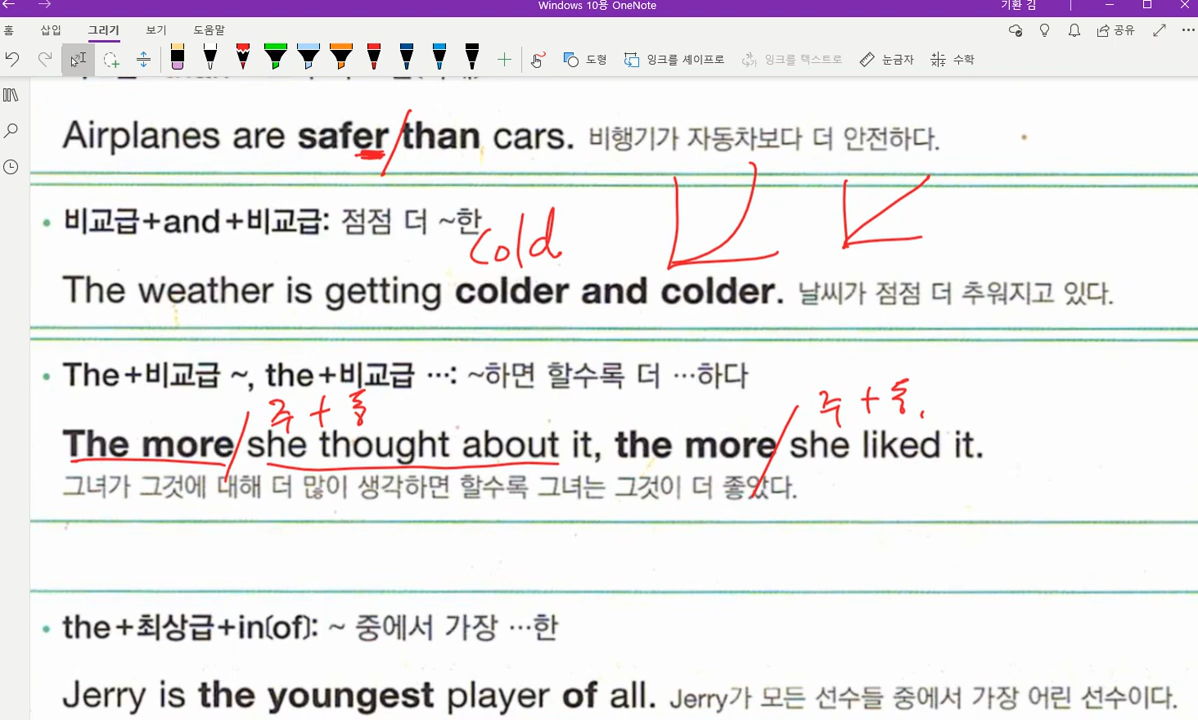 Windows 10용 OneNote 기환 김
홈 삽입 그리기 보기 도움말 공유
도형 잉크를 셰이프로 잉크를 텍스트로 눈금자 수학
Airplanes are safer than cars. 비행기가 자동차보다 더 안전하다.
• 비교급+and+비교급: 점점 더 ~한
cold
The weather is getting colder and colder. 날씨가 점점 더 추워지고 있다.
• The+비교급 ~, the+비교급 …: ~하면 할수록 더 …하다
주 + 동 주 + 동.
The more she thought about it, the more she liked it.
그녀가 그것에 대해 더 많이 생각하면 할수록 그녀는 그것이 더 좋았다.
• the+최상급+in(of): ~ 중에서 가장 …한
Jerry is the youngest player of all. Jerry가 모든 선수들 중에서 가장 어린 선수이다.